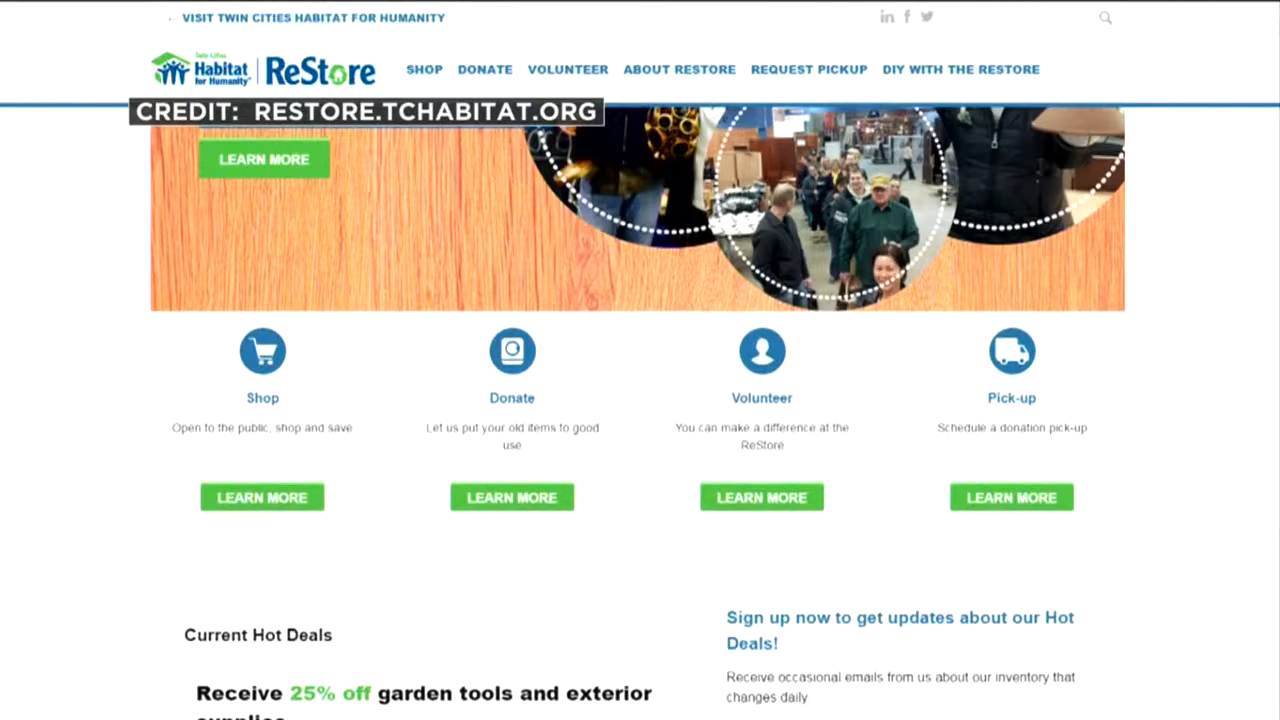 VISIT TWIN CITIES HABITAT FOR HUMANITY
Twin Cities
Habitat
for Humanity
ReStore
SHOP DONATE VOLUNTEER ABOUT RESTORE REQUEST PICKUP DIY WITH THE RESTORE
CREDIT: RESTORE.TCHABITAT.ORG
LEARN MORE
Shop
Open to the public, shop and save
LEARN MORE
Donate
Let us put your old items to good
use
LEARN MORE
Volunteer
You can make a difference at the
ReStore
LEARN MORE
Pick-up
Schedule a donation pick-up
LEARN MORE
Current Hot Deals
Receive 25% off garden tools and exterior
Sign up now to get updates about our Hot
Deals!
Receive occasional emails from us about our inventory that
changes daily